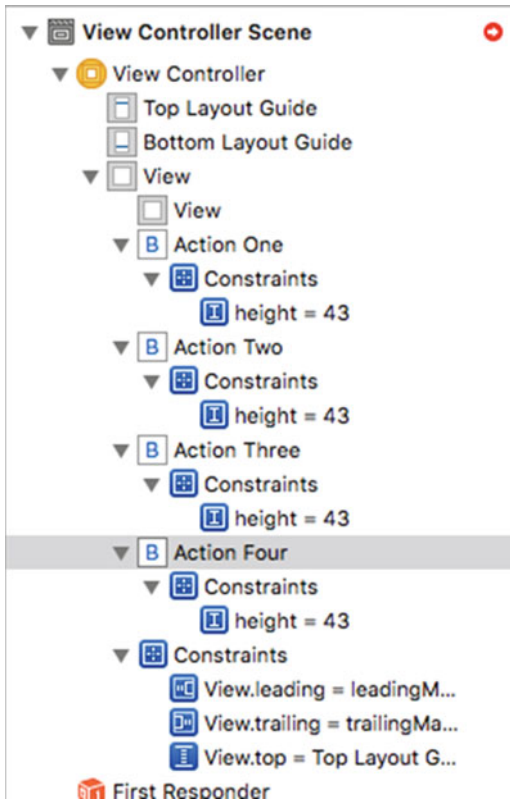 View Controller Scene
View Controller
Top Layout Guide
Bottom Layout Guide
View
View
B Action One
Constraints
height = 43
B Action Two
Constraints
height = 43
B Action Three
Constraints
height = 43
B Action Four
Constraints
height = 43
Constraints
View.leading = leadingM...
View.trailing = trailingMa...
View.top = Top Layout G...
First Responder